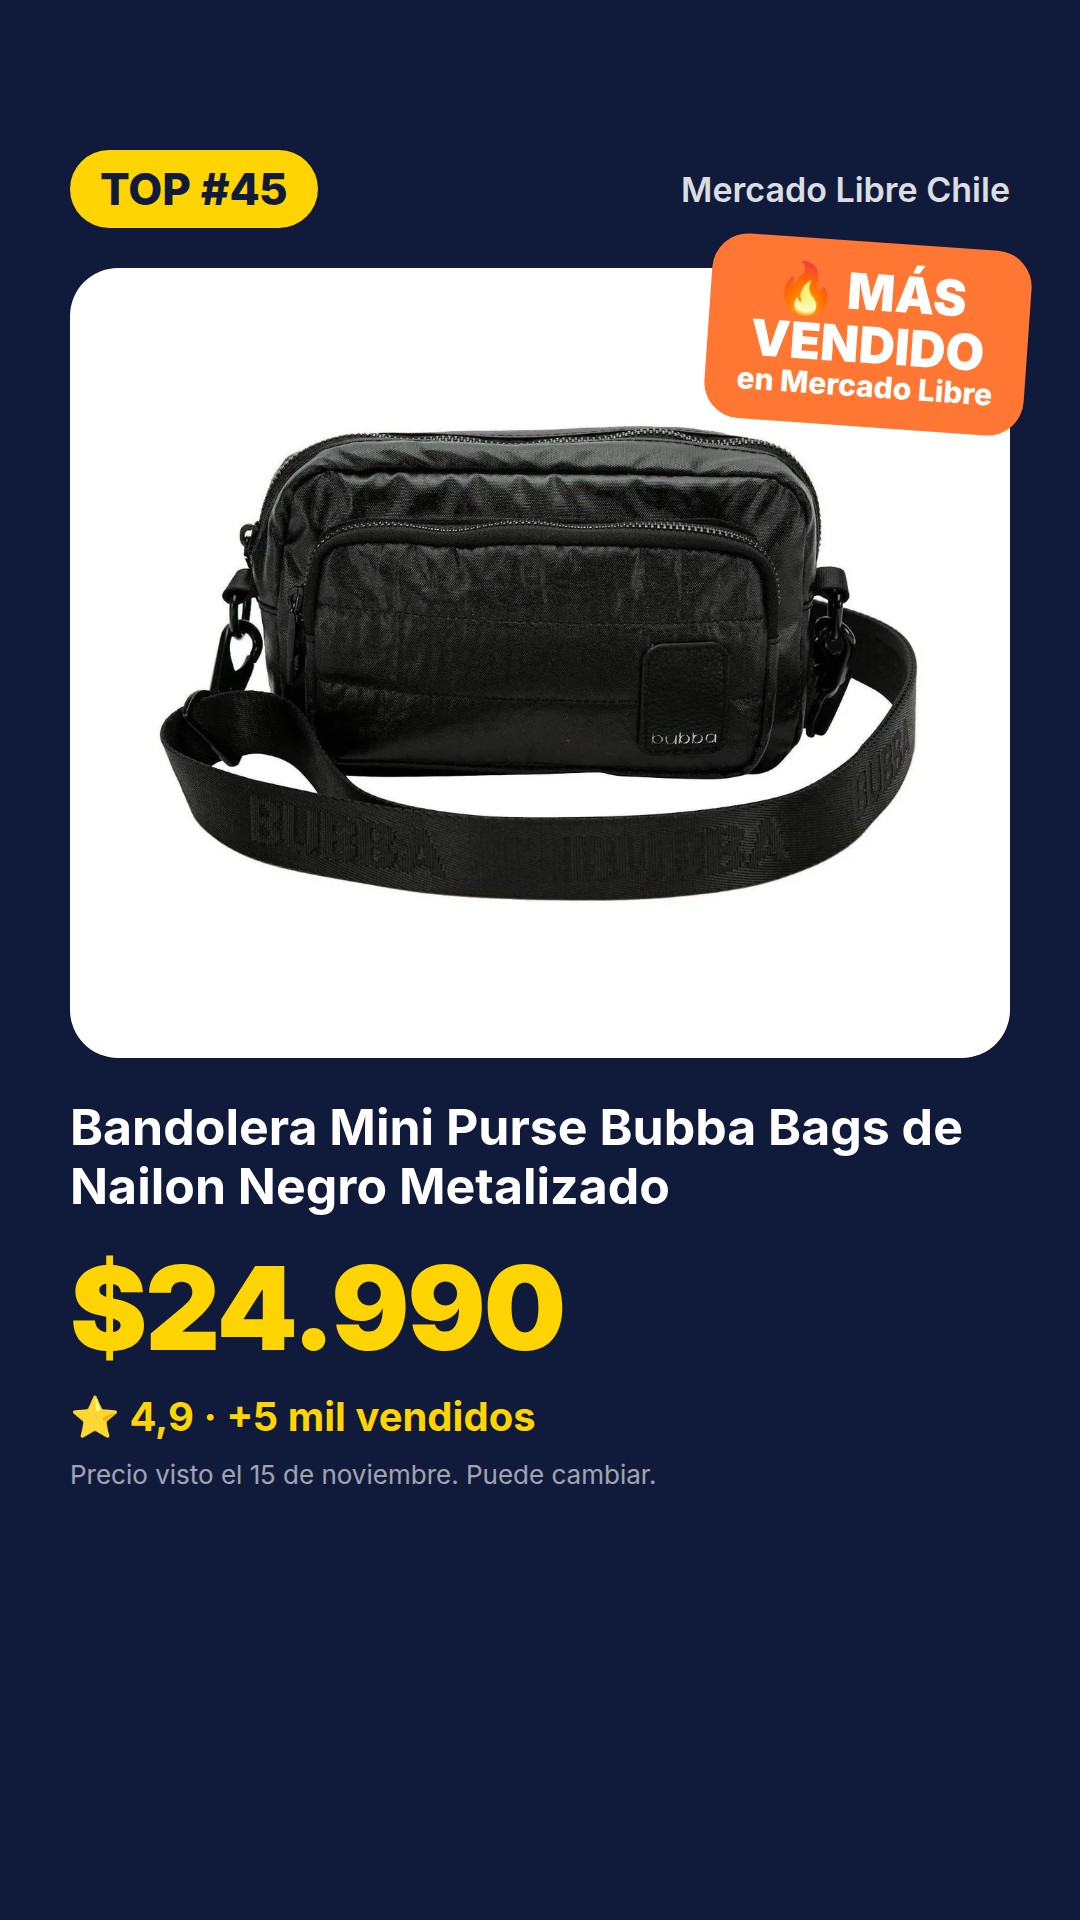 TOP #45
Mercado Libre Chile
🔥 MÁS
VENDIDO
en Mercado Libre
bubba
BUBBA BUBBA BUBBA
Bandolera Mini Purse Bubba Bags de
Nailon Negro Metalizado
$24.990
⭐ 4,9 · +5 mil vendidos
Precio visto el 15 de noviembre. Puede cambiar.